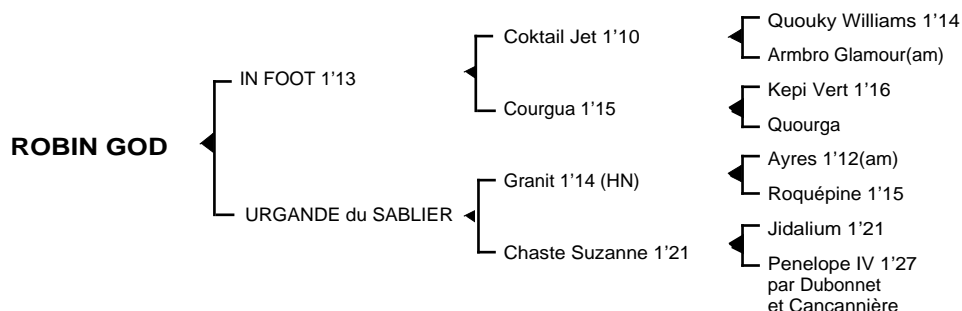 ROBIN GOD
IN FOOT 1'13
URGANDE du SABLIER
Coktail Jet 1'10
Courgua 1'15
Granit 1'14 (HN)
Chaste Suzanne 1'21
Quouky Williams 1'14
Armbro Glamour(am)
Kepi Vert 1'16
Quourga
Ayres 1'12(am)
Roquépine 1'15
Jidalium 1'21
Penelope IV 1'27
par Dubonnet
et Cancannière